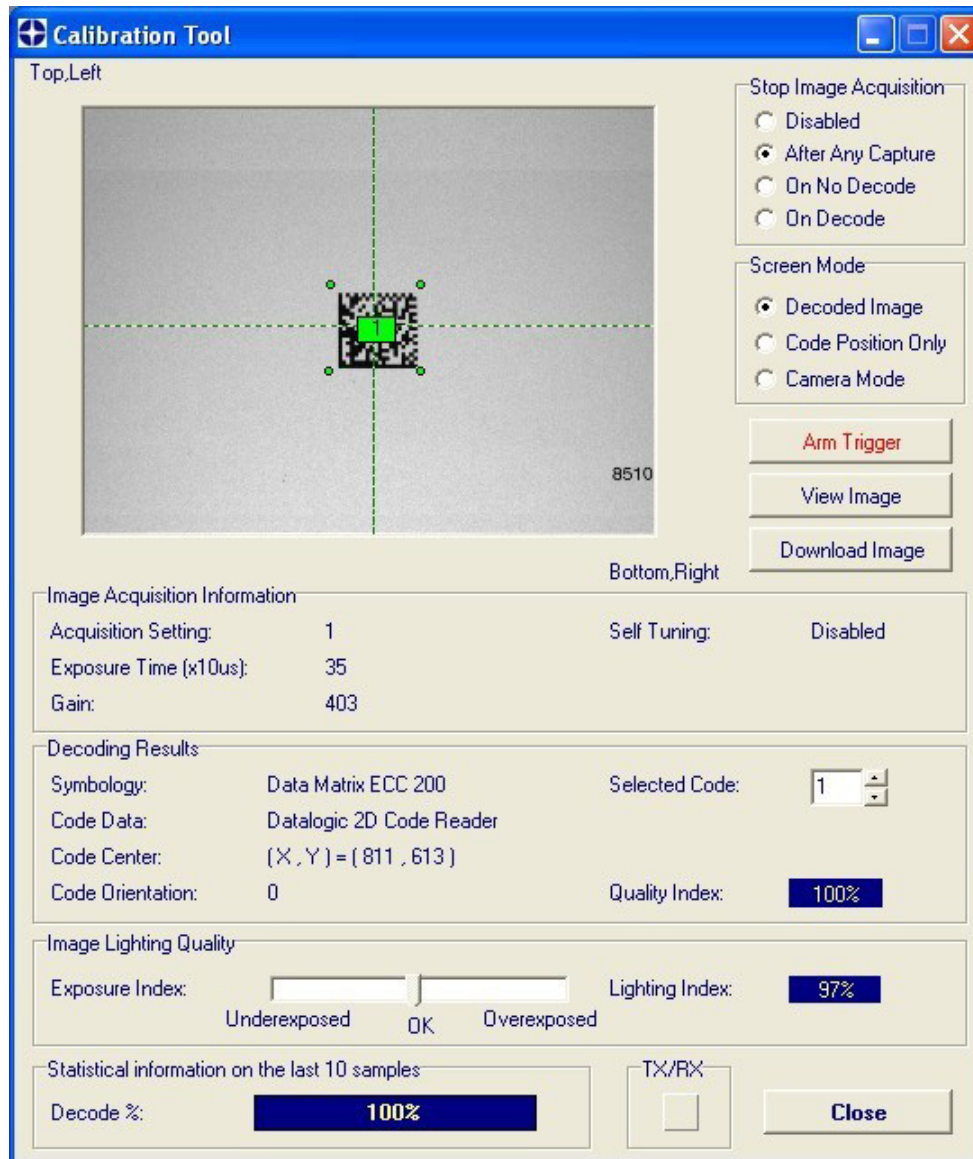 Calibration Tool
Top,Left
1
8510
Bottom,Right
Stop Image Acquisition
Disabled
After Any Capture
On No Decode
On Decode
Screen Mode
Decoded Image
Code Position Only
Camera Mode
Arm Trigger
View Image
Download Image
Image Acquisition Information
Acquisition Setting: 1 Self Tuning: Disabled
Exposure Time (x10us): 35
Gain: 403
Decoding Results
Symbology: Data Matrix ECC 200 Selected Code: 1
Code Data: Datalogic 2D Code Reader
Code Center: ( X , Y ) = ( 811 , 613 )
Code Orientation: 0 Quality Index: 100%
Image Lighting Quality
Exposure Index: Lighting Index: 97%
Underexposed OK Overexposed
Statistical information on the last 10 samples
Decode %: 100%
TX/RX
Close